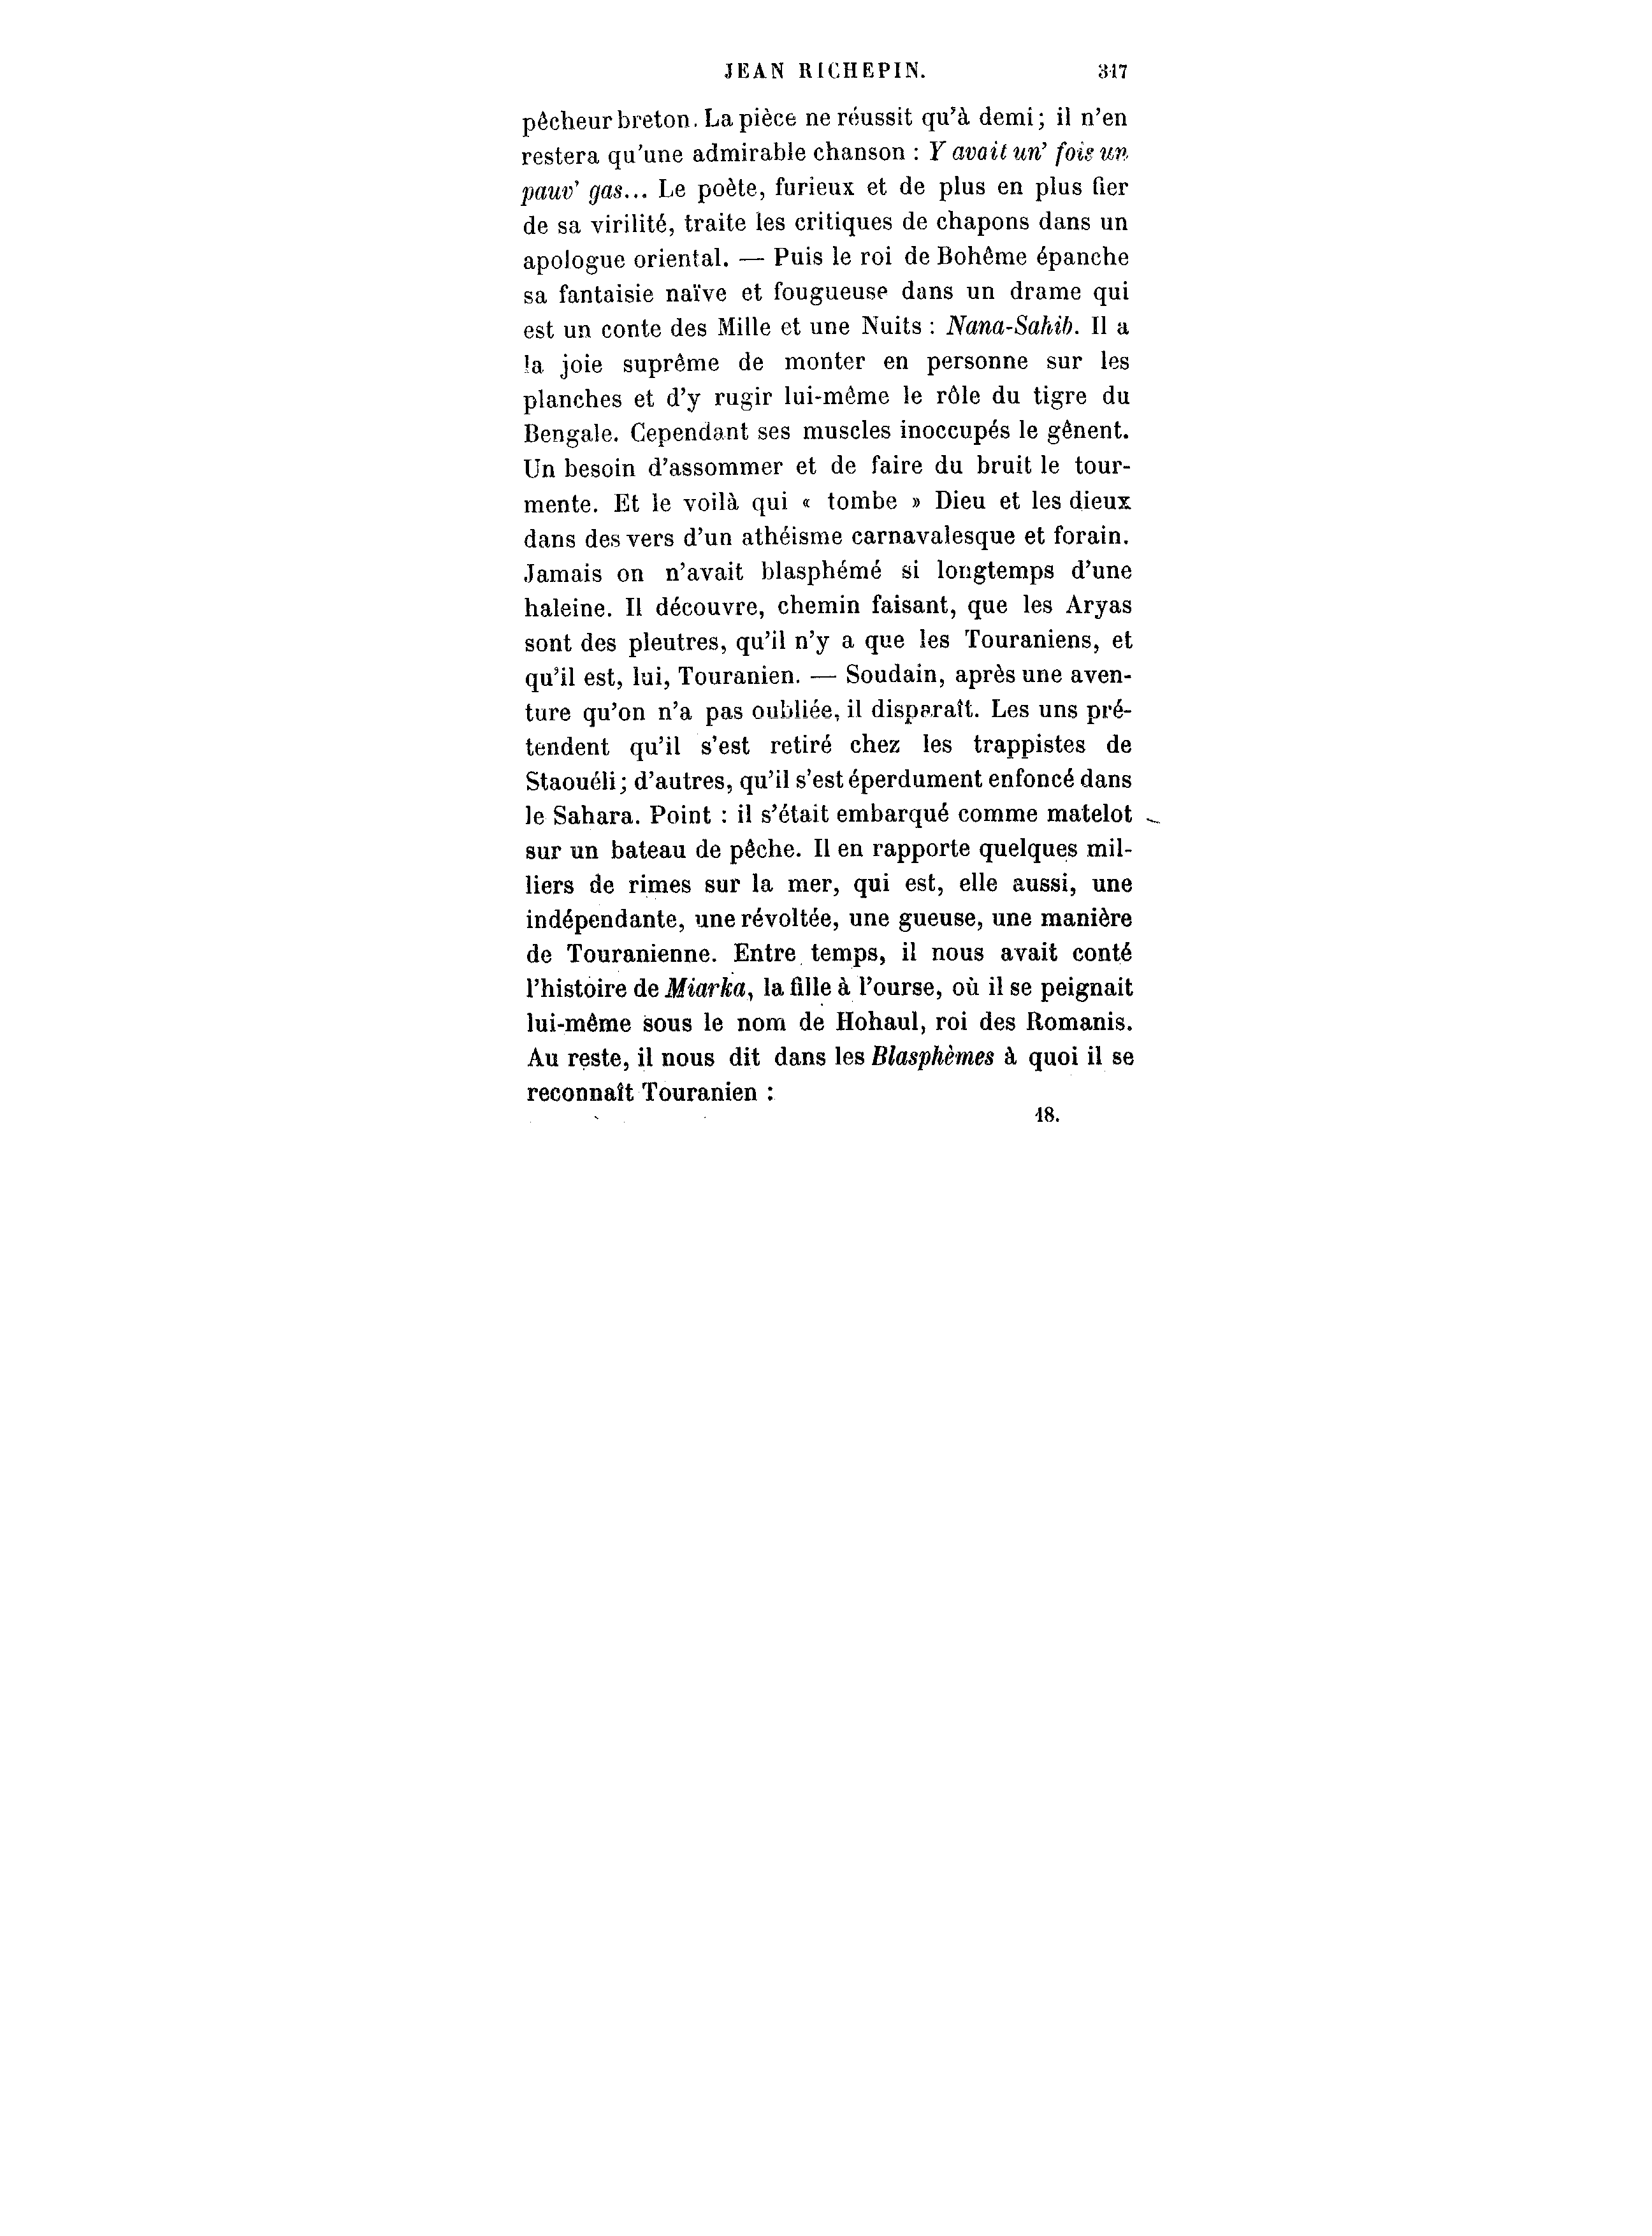 JEAN RICHEPIN. 317
pêcheur breton. La pièce ne réussit qu'à demi; il n'en
restera qu'une admirable chanson : Y avait un' fois un
pauv' gas... Le poète, furieux et de plus en plus fier
de sa virilité, traite les critiques de chapons dans un
apologue oriental. — Puis le roi de Bohême épanche
sa fantaisie naïve et fougueuse dans un drame qui
est un conte des Mille et une Nuits : Nana-Sahib. Il a
la joie suprême de monter en personne sur les
planches et d'y rugir lui-même le rôle du tigre du
Bengale. Cependant ses muscles inoccupés le gênent.
Un besoin d'assommer et de faire du bruit le tour-
mente. Et le voilà qui « tombe » Dieu et les dieux
dans des vers d'un athéisme carnavalesque et forain.
Jamais on n'avait blasphémé si longtemps d'une
haleine. Il découvre, chemin faisant, que les Aryas
sont des pleutres, qu'il n'y a que les Touraniens, et
qu'il est, lui, Touranien. — Soudain, après une aven-
ture qu'on n'a pas oubliée, il disparaît. Les uns pré-
tendent qu'il s'est retiré chez les trappistes de
Staouéli; d'autres, qu'il s'est éperdument enfoncé dans
le Sahara. Point : il s'était embarqué comme matelot
sur un bateau de pêche. Il en rapporte quelques mil-
liers de rimes sur la mer, qui est, elle aussi, une
indépendante, une révoltée, une gueuse, une manière
de Touranienne. Entre temps, il nous avait conté
l'histoire de Miarka, la fille à l'ourse, où il se peignait
lui-même sous le nom de Hohaul, roi des Romanis.
Au reste, il nous dit dans les Blasphèmes à quoi il se
reconnaît Touranien :
18.